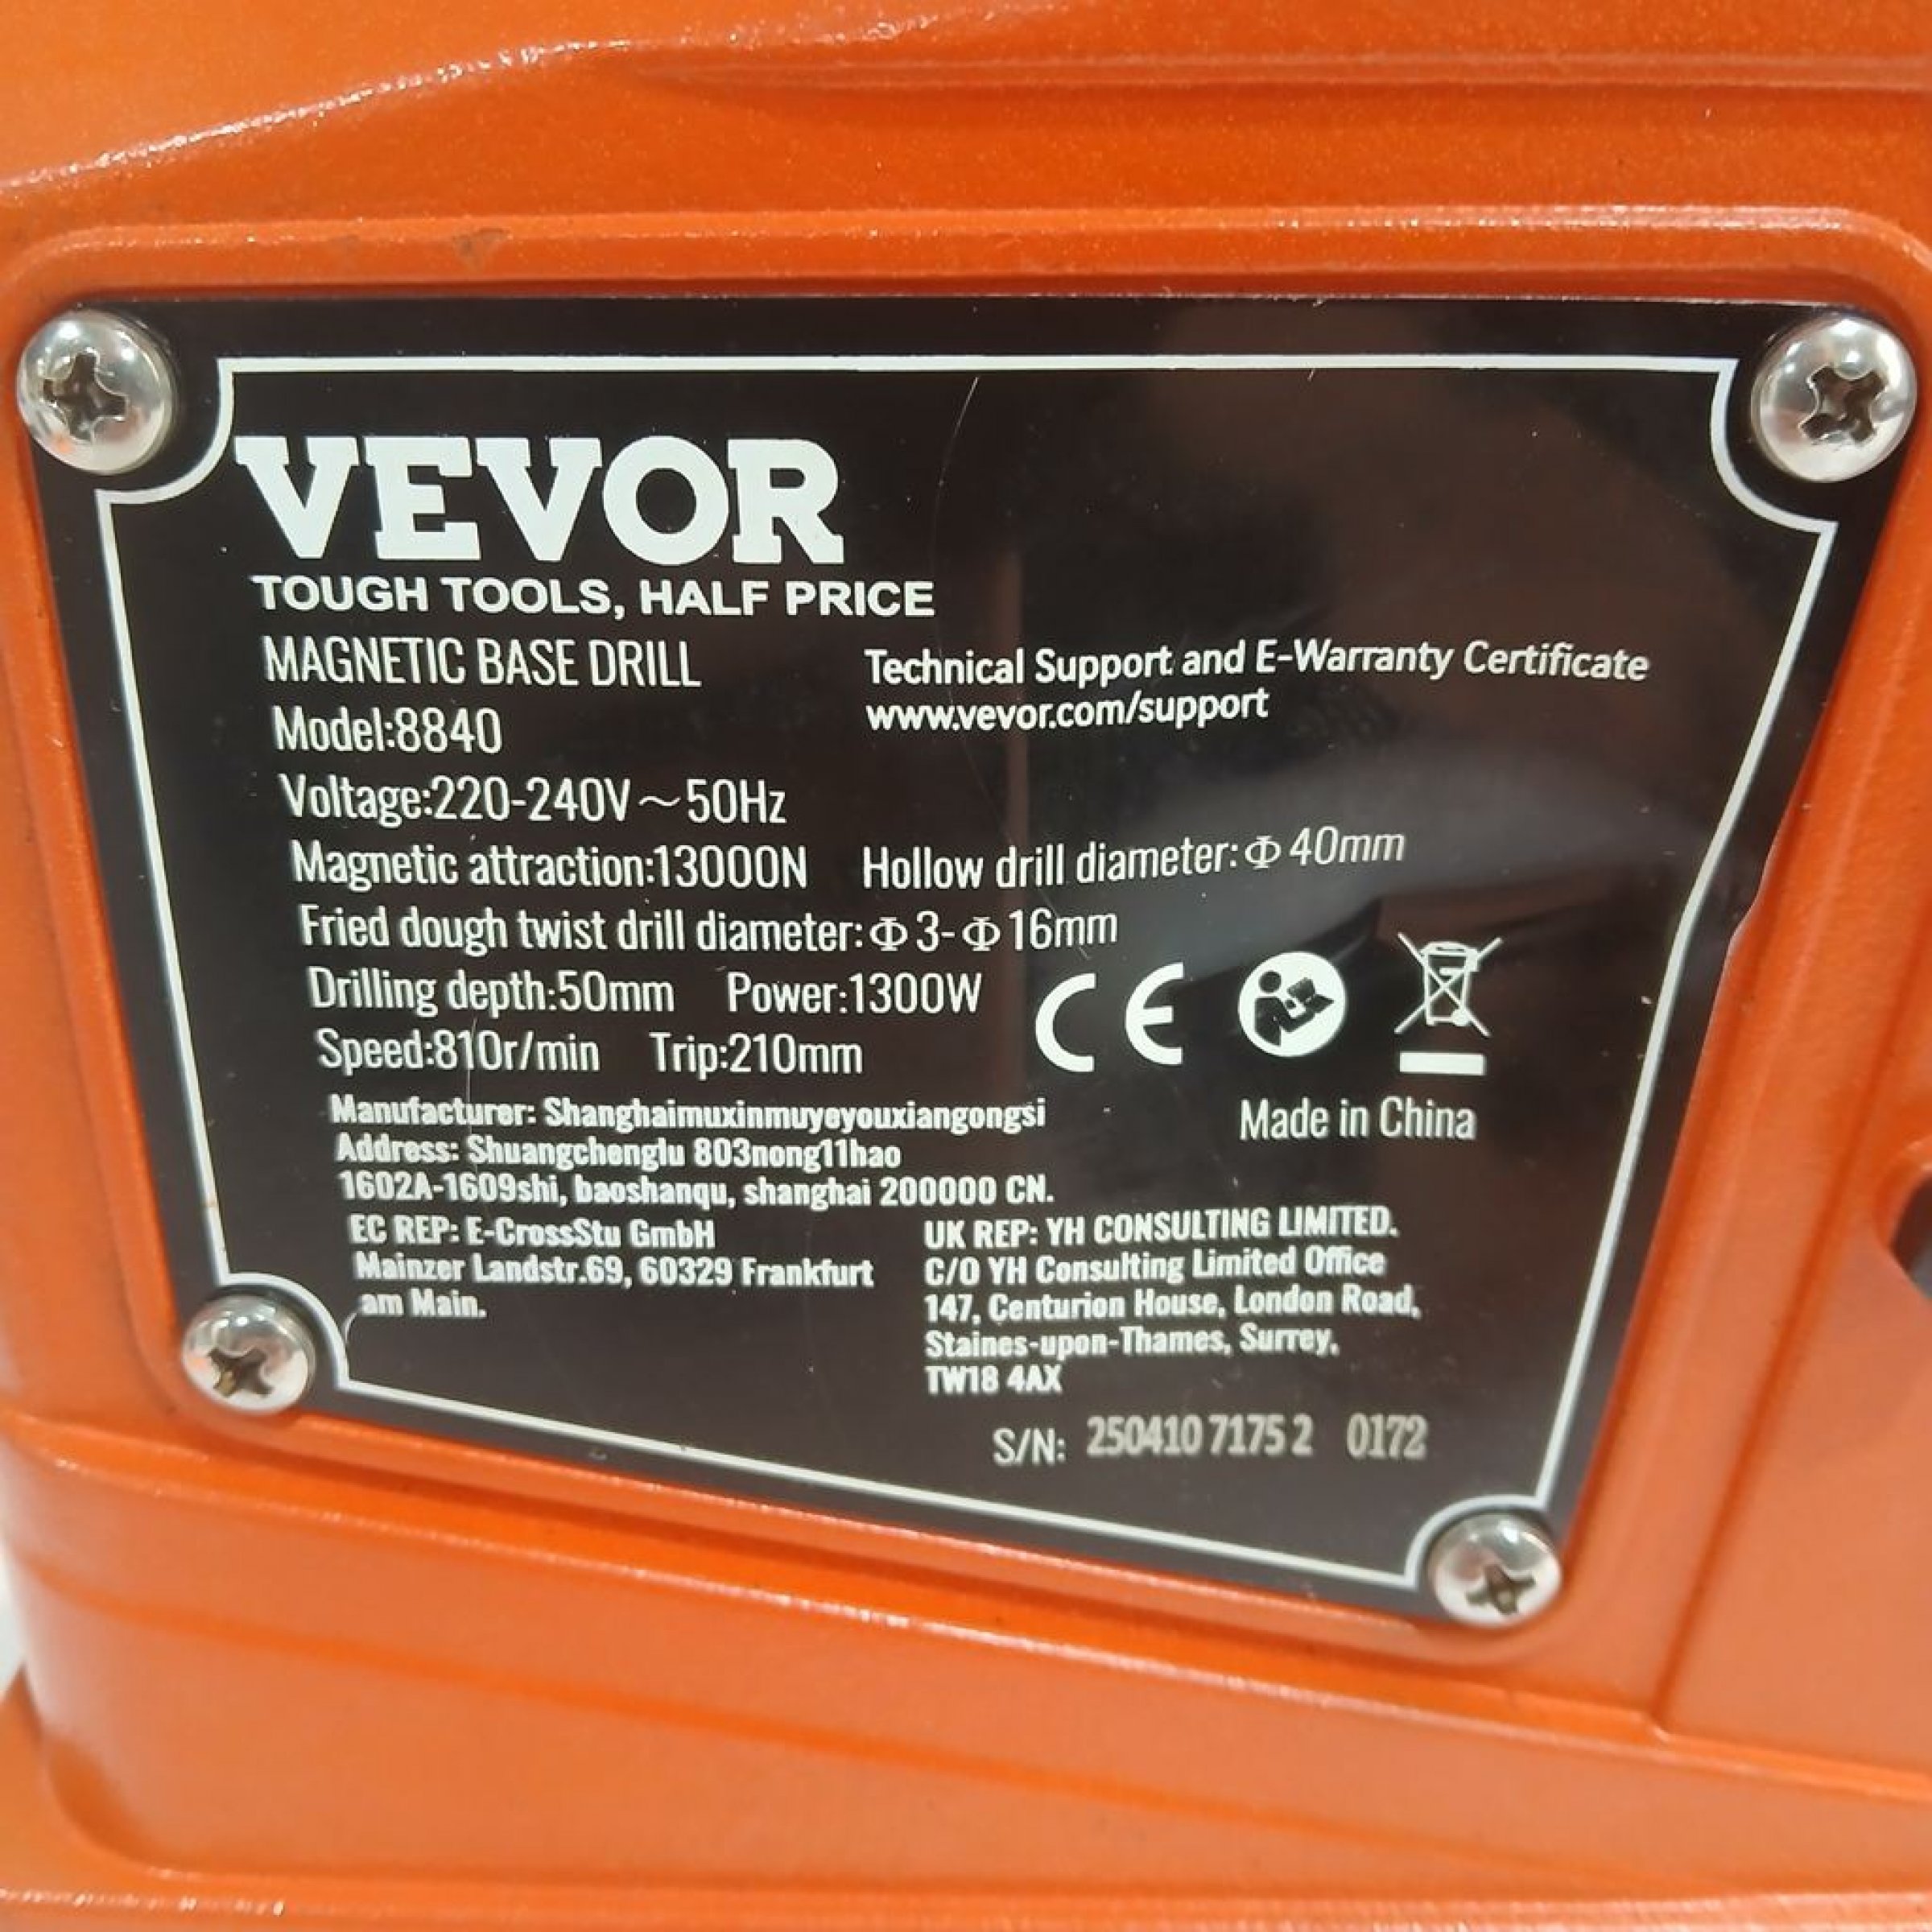 VEVOR
TOUGH TOOLS, HALF PRICE
MAGNETIC BASE DRILL
Technical Support and E-Warranty Certificate
www.vevor.com/support
Model:8840
Voltage:220-240V～50Hz
Magnetic attraction:13000N Hollow drill diameter:Φ40mm
Fried dough twist drill diameter:Φ3-Φ16mm
Drilling depth:50mm Power:1300W
CE
Speed:810r/min Trip:210mm
Manufacturer: Shanghaimuxinmuyeyouxiangongsi
Made in China
Address: Shuangchenglu 803nong11hao
1602A-1609shi, baoshanqu, shanghai 200000 CN.
EC REP: E-CrossStu GmbH
Mainzer Landstr.69, 60329 Frankfurt
am Main.
UK REP: YH CONSULTING LIMITED.
C/O YH Consulting Limited Office
147, Centurion House, London Road,
Staines-upon-Thames, Surrey,
TW18 4AX
S/N: 250410 7175 2 0172